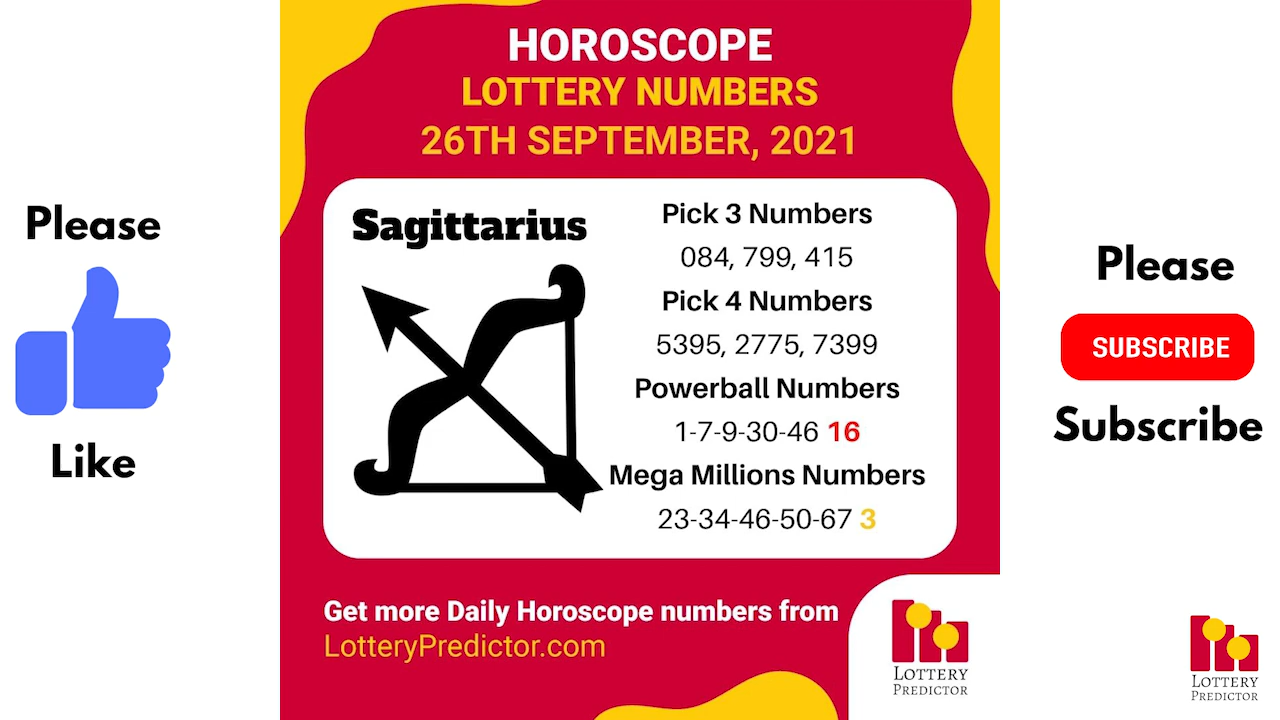 HOROSCOPE
LOTTERY NUMBERS
26TH SEPTEMBER, 2021
Please
Like
Sagittarius
Pick 3 Numbers
084, 799, 415
Pick 4 Numbers
5395, 2775, 7399
Powerball Numbers
1-7-9-30-46 16
Mega Millions Numbers
23-34-46-50-67 3
Please
SUBSCRIBE
Subscribe
Get more Daily Horoscope numbers from
LotteryPredictor.com
LOTTERY
PREDICTOR
LOTTERY
PREDICTOR